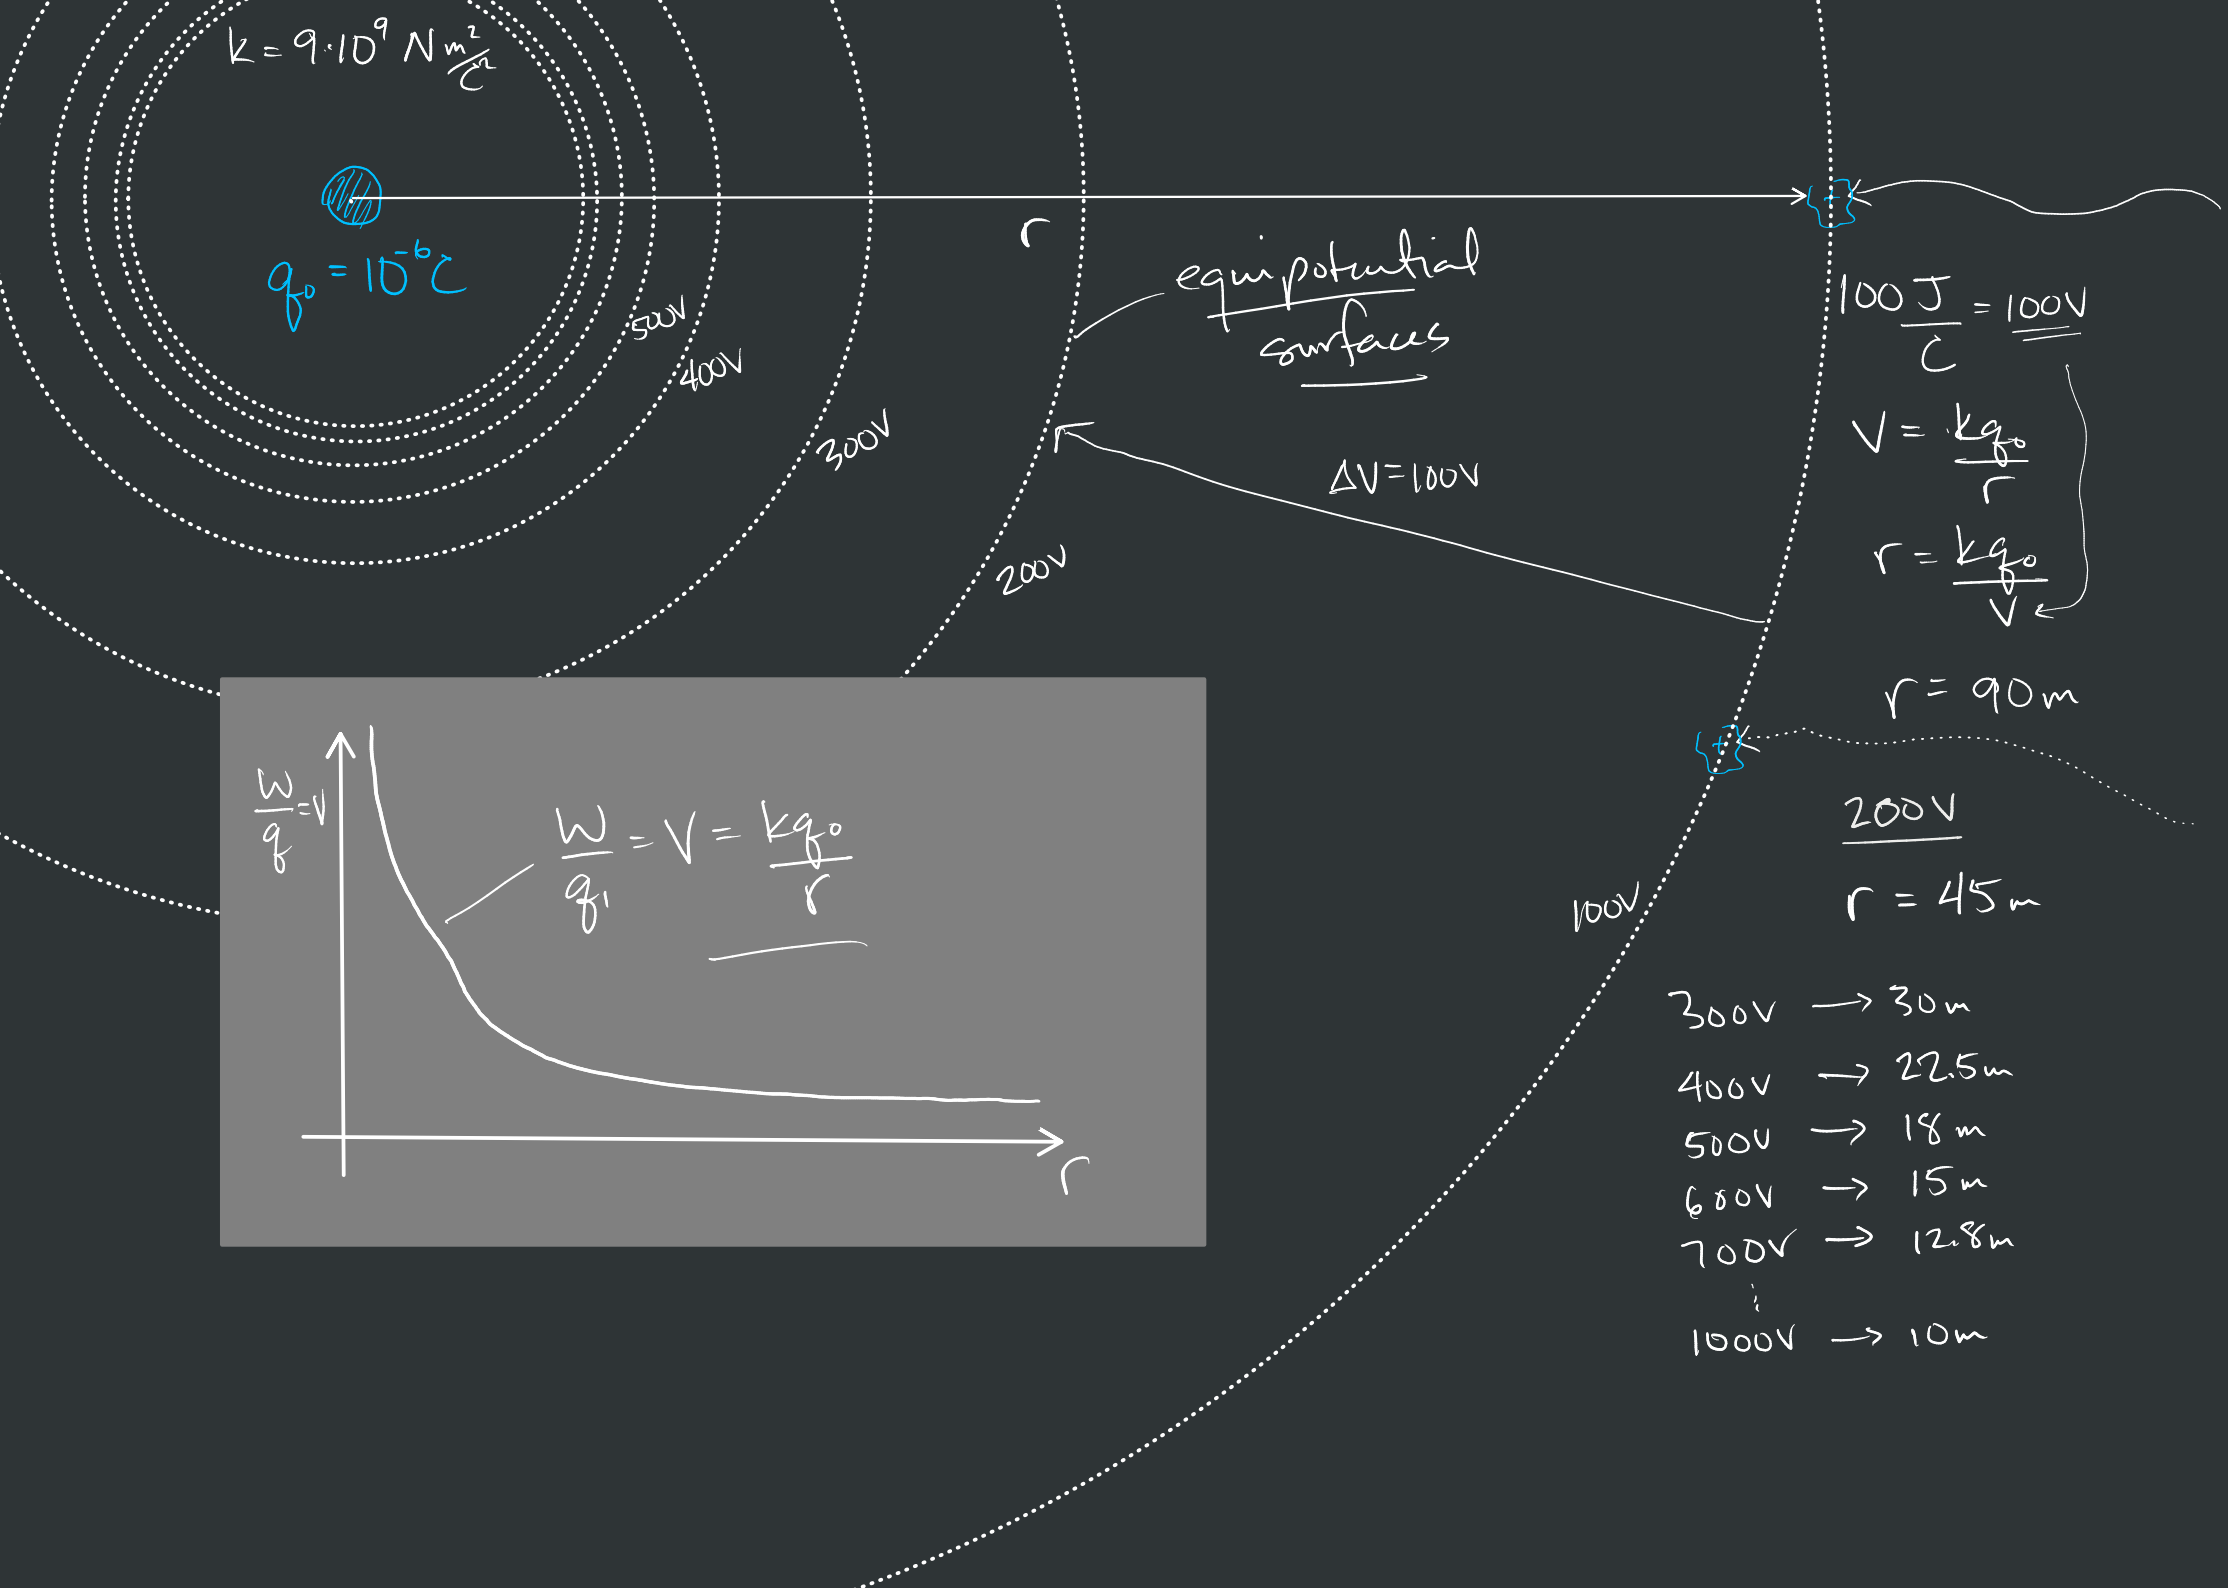 k = 9·10⁹ N m²/C²
q₀ = 10⁻⁶ C
r
equipotential
surfaces
500V
400V
300V
200V
100V
ΔV = 100V
+
100 J/C = 100V
V = kq₀/r
r = kq₀/V
r = 90m
+
200V
r = 45m
300V → 30m
400V → 22.5m
500V → 18m
600V → 15m
700V → 12.8m
⋮
1000V → 10m
W/q = V
W/q₁ = V = kq₀/r
r